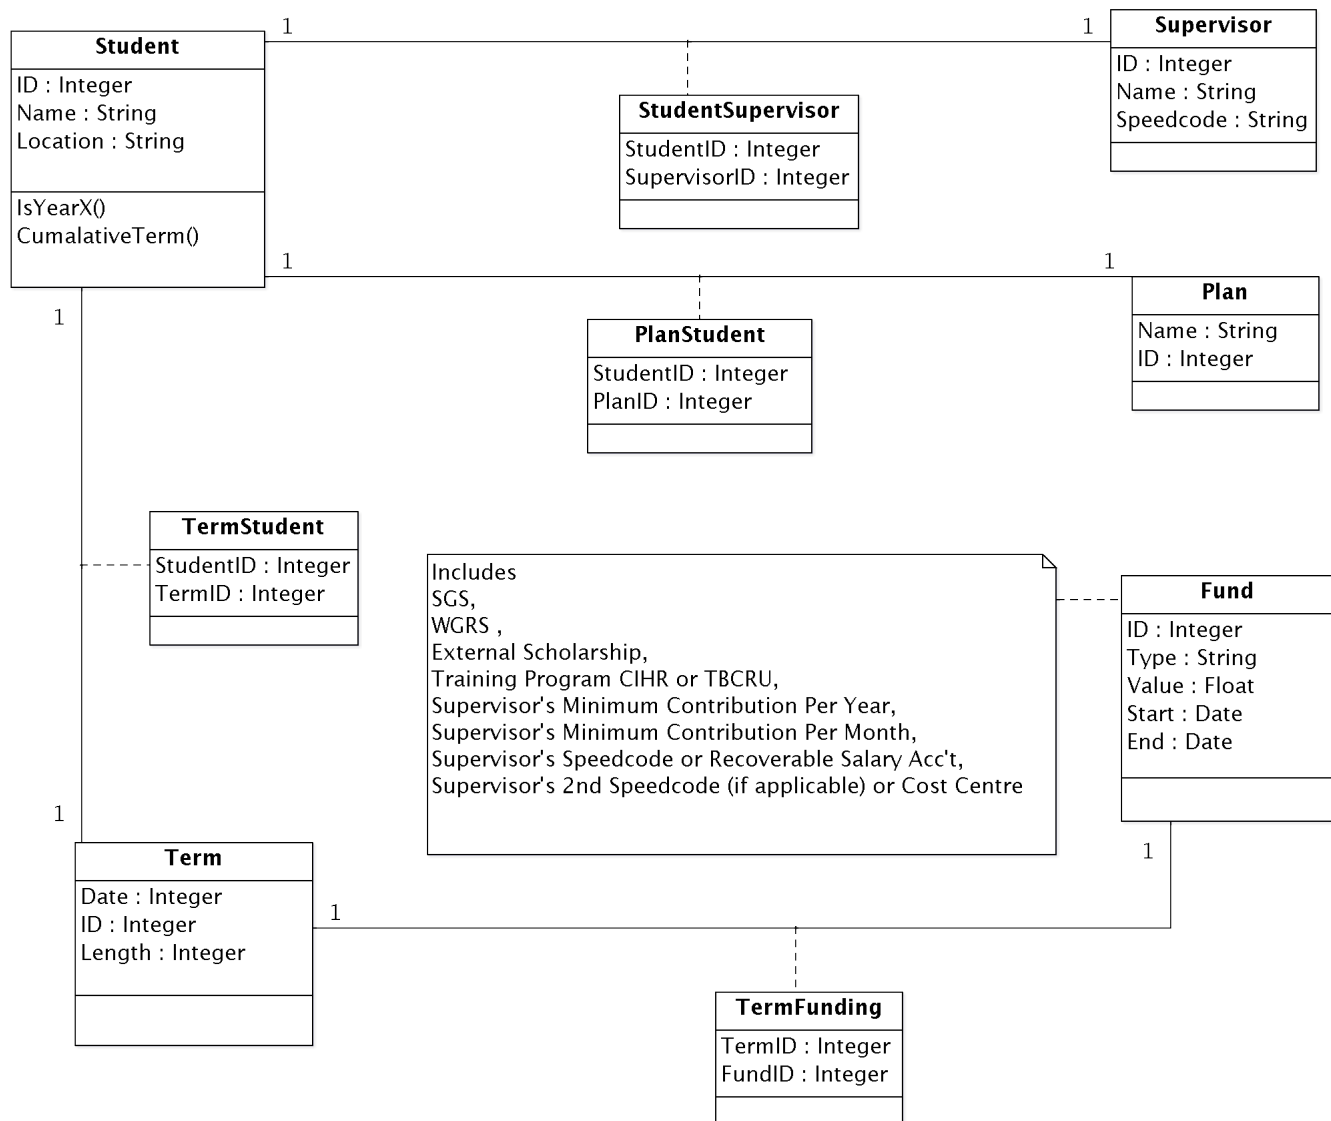 1
1
Student
ID : Integer
Name : String
Location : String
IsYearX()
CumalativeTerm()
Supervisor
ID : Integer
Name : String
Speedcode : String
StudentSupervisor
StudentID : Integer
SupervisorID : Integer
1
1
Plan
Name : String
ID : Integer
PlanStudent
StudentID : Integer
PlanID : Integer
1
TermStudent
StudentID : Integer
TermID : Integer
Includes
SGS,
WGRS ,
External Scholarship,
Training Program CIHR or TBCRU,
Supervisor's Minimum Contribution Per Year,
Supervisor's Minimum Contribution Per Month,
Supervisor's Speedcode or Recoverable Salary Acc't,
Supervisor's 2nd Speedcode (if applicable) or Cost Centre
Fund
ID : Integer
Type : String
Value : Float
Start : Date
End : Date
1
1
Term
Date : Integer
ID : Integer
Length : Integer
1
TermFunding
TermID : Integer
FundID : Integer